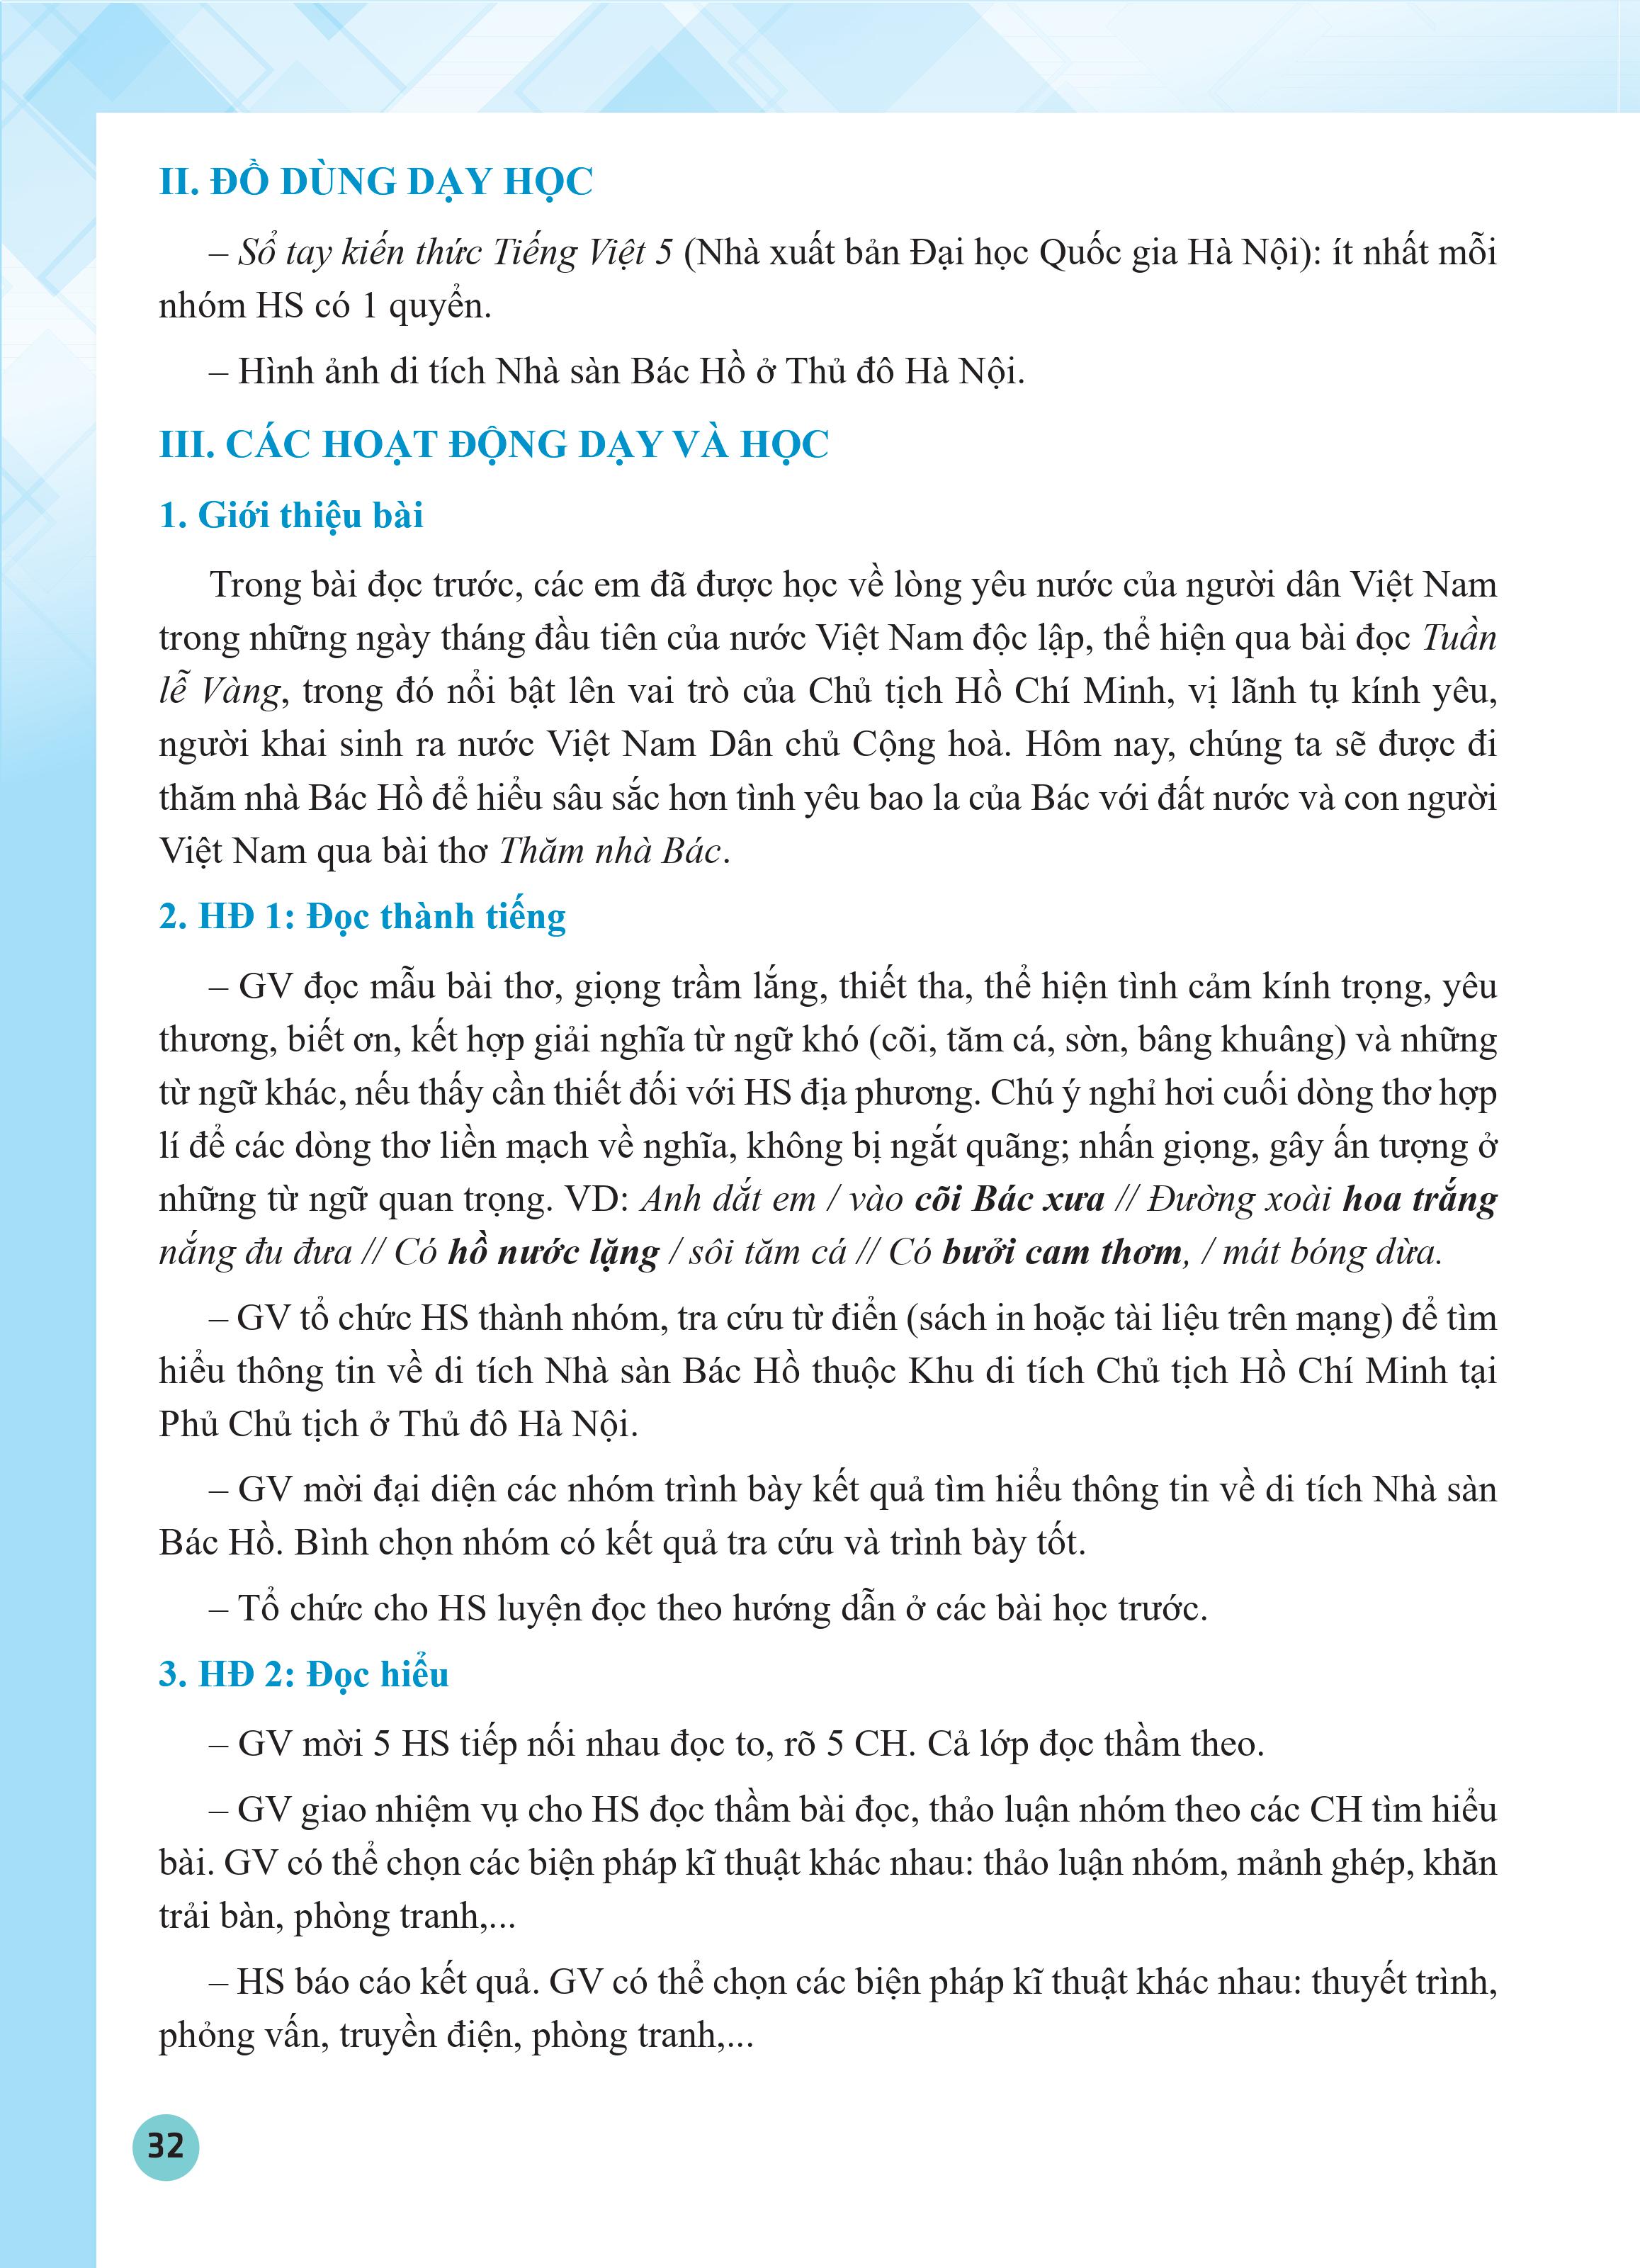 II. ĐỒ DÙNG DẠY HỌC
– Sổ tay kiến thức Tiếng Việt 5 (Nhà xuất bản Đại học Quốc gia Hà Nội): ít nhất mỗi
nhóm HS có 1 quyển.
– Hình ảnh di tích Nhà sàn Bác Hồ ở Thủ đô Hà Nội.
III. CÁC HOẠT ĐỘNG DẠY VÀ HỌC
1. Giới thiệu bài
Trong bài đọc trước, các em đã được học về lòng yêu nước của người dân Việt Nam
trong những ngày tháng đầu tiên của nước Việt Nam độc lập, thể hiện qua bài đọc Tuần
lễ Vàng, trong đó nổi bật lên vai trò của Chủ tịch Hồ Chí Minh, vị lãnh tụ kính yêu,
người khai sinh ra nước Việt Nam Dân chủ Cộng hoà. Hôm nay, chúng ta sẽ được đi
thăm nhà Bác Hồ để hiểu sâu sắc hơn tình yêu bao la của Bác với đất nước và con người
Việt Nam qua bài thơ Thăm nhà Bác.
2. HĐ 1: Đọc thành tiếng
– GV đọc mẫu bài thơ, giọng trầm lắng, thiết tha, thể hiện tình cảm kính trọng, yêu
thương, biết ơn, kết hợp giải nghĩa từ ngữ khó (cõi, tăm cá, sờn, bâng khuâng) và những
từ ngữ khác, nếu thấy cần thiết đối với HS địa phương. Chú ý nghỉ hơi cuối dòng thơ hợp
lí để các dòng thơ liền mạch về nghĩa, không bị ngắt quãng; nhấn giọng, gây ấn tượng ở
những từ ngữ quan trọng. VD: Anh dắt em / vào cõi Bác xưa // Đường xoài hoa trắng
nắng đu đưa // Có hồ nước lặng / sôi tăm cá // Có bưởi cam thơm, / mát bóng dừa.
– GV tổ chức HS thành nhóm, tra cứu từ điển (sách in hoặc tài liệu trên mạng) để tìm
hiểu thông tin về di tích Nhà sàn Bác Hồ thuộc Khu di tích Chủ tịch Hồ Chí Minh tại
Phủ Chủ tịch ở Thủ đô Hà Nội.
– GV mời đại diện các nhóm trình bày kết quả tìm hiểu thông tin về di tích Nhà sàn
Bác Hồ. Bình chọn nhóm có kết quả tra cứu và trình bày tốt.
– Tổ chức cho HS luyện đọc theo hướng dẫn ở các bài học trước.
3. HĐ 2: Đọc hiểu
– GV mời 5 HS tiếp nối nhau đọc to, rõ 5 CH. Cả lớp đọc thầm theo.
– GV giao nhiệm vụ cho HS đọc thầm bài đọc, thảo luận nhóm theo các CH tìm hiểu
bài. GV có thể chọn các biện pháp kĩ thuật khác nhau: thảo luận nhóm, mảnh ghép, khăn
trải bàn, phòng tranh,...
– HS báo cáo kết quả. GV có thể chọn các biện pháp kĩ thuật khác nhau: thuyết trình,
phỏng vấn, truyền điện, phòng tranh,...
32